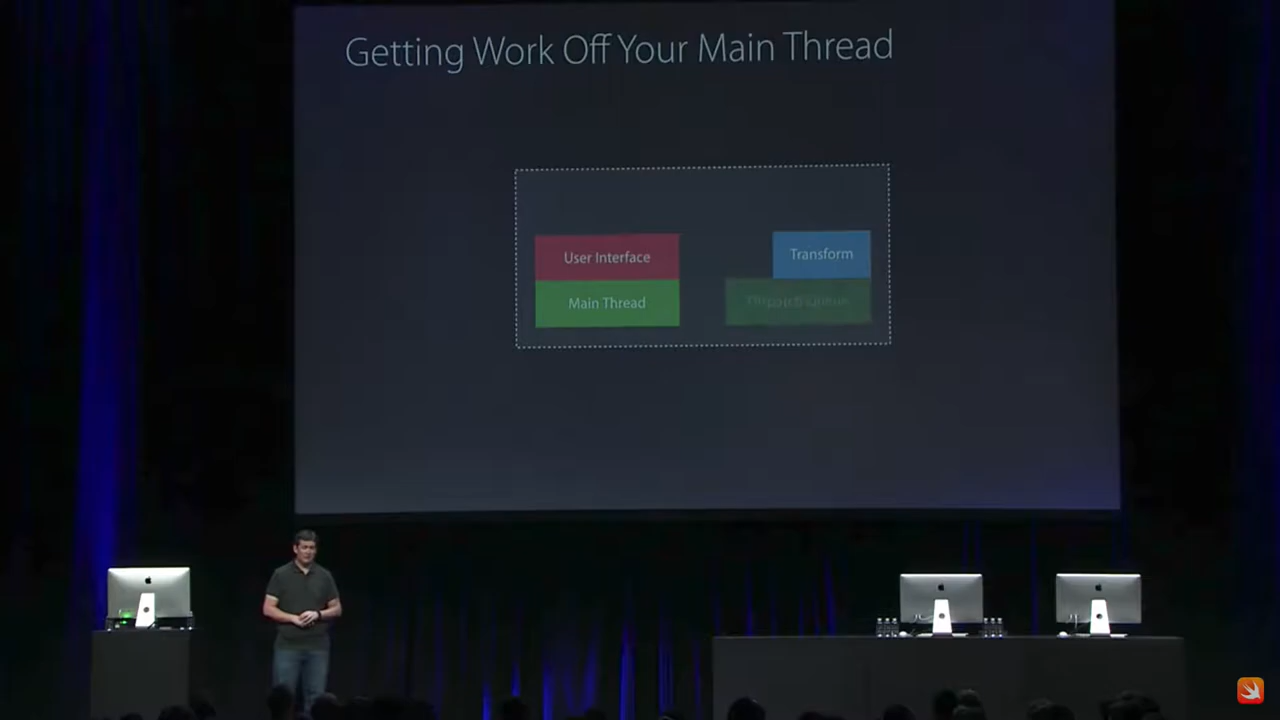 Getting Work Off Your Main Thread
User Interface
Transform
Main Thread